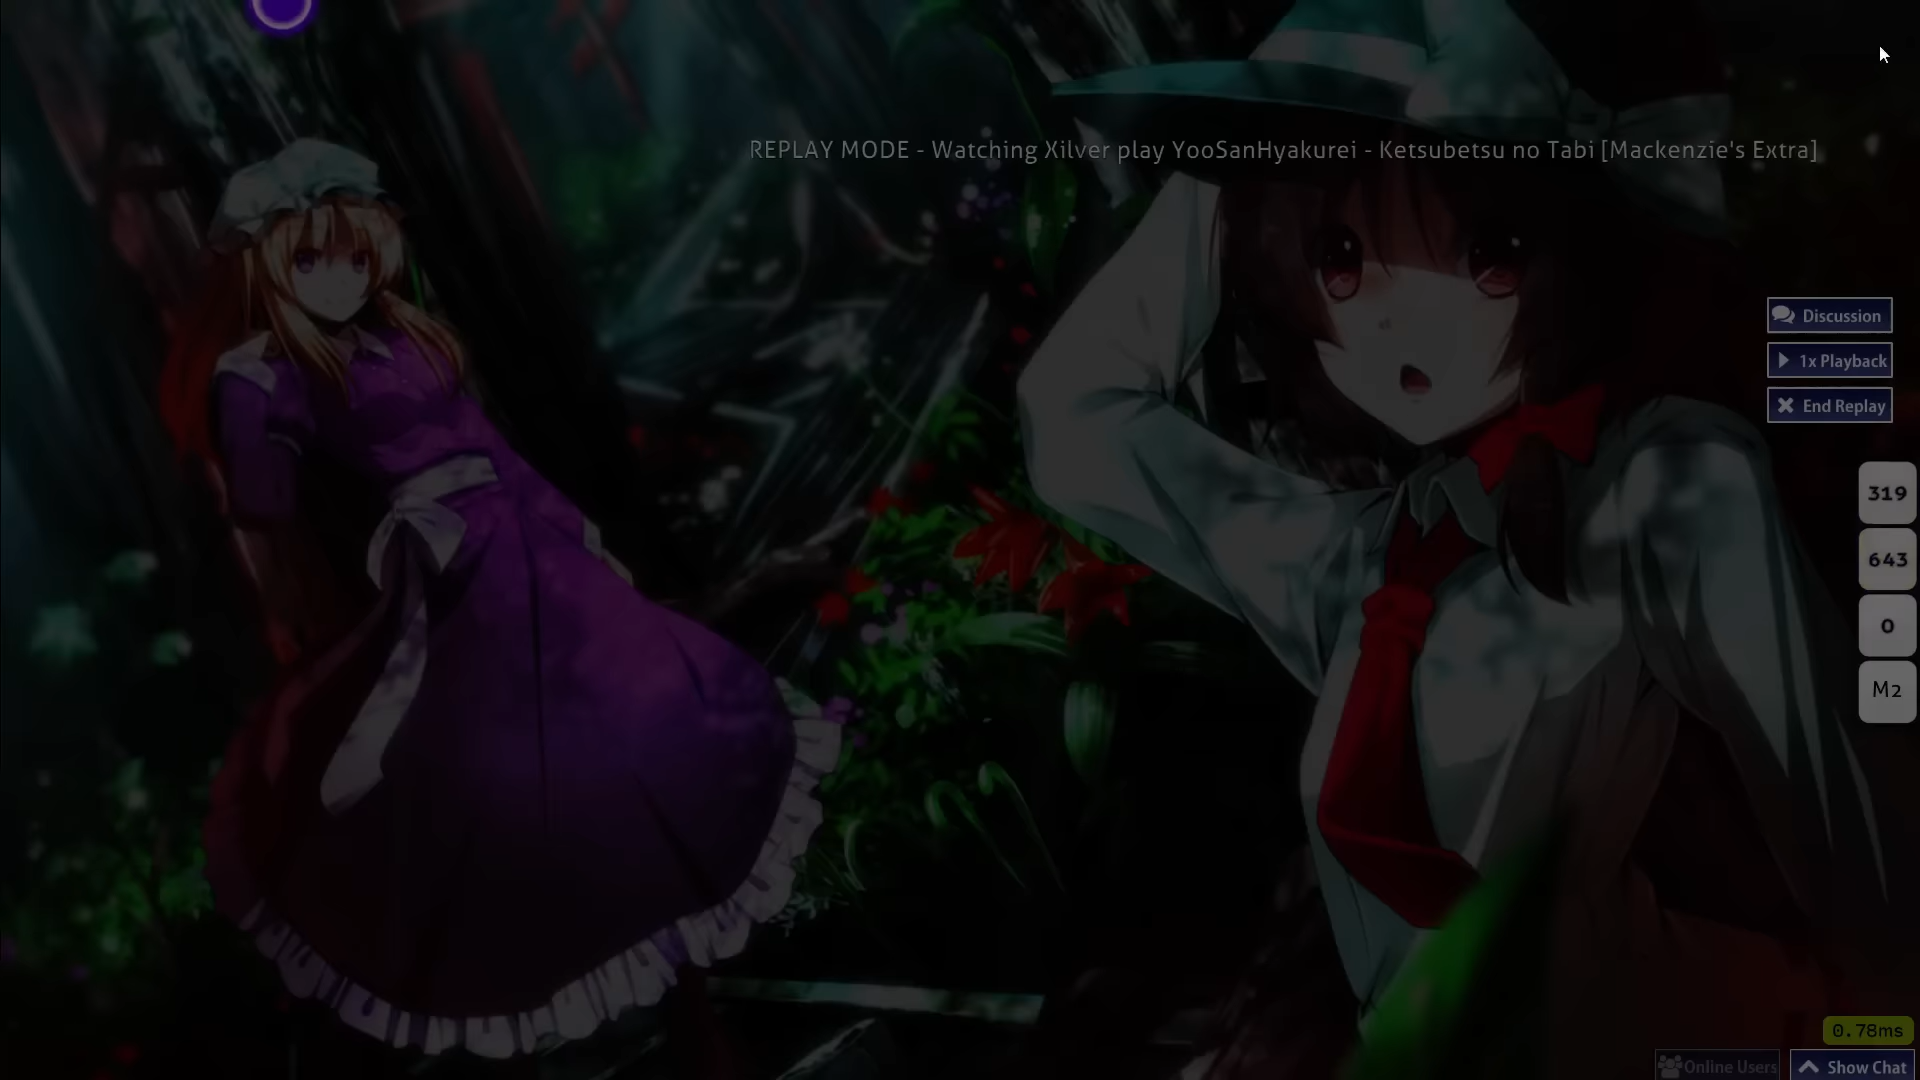 REPLAY MODE - Watching Xilver play YooSanHyakurei - Ketsubetsu no Tabi [Mackenzie's Extra]
Discussion
1x Playback
End Replay
319
643
0
M2
0.78ms
Online Users
Show Chat